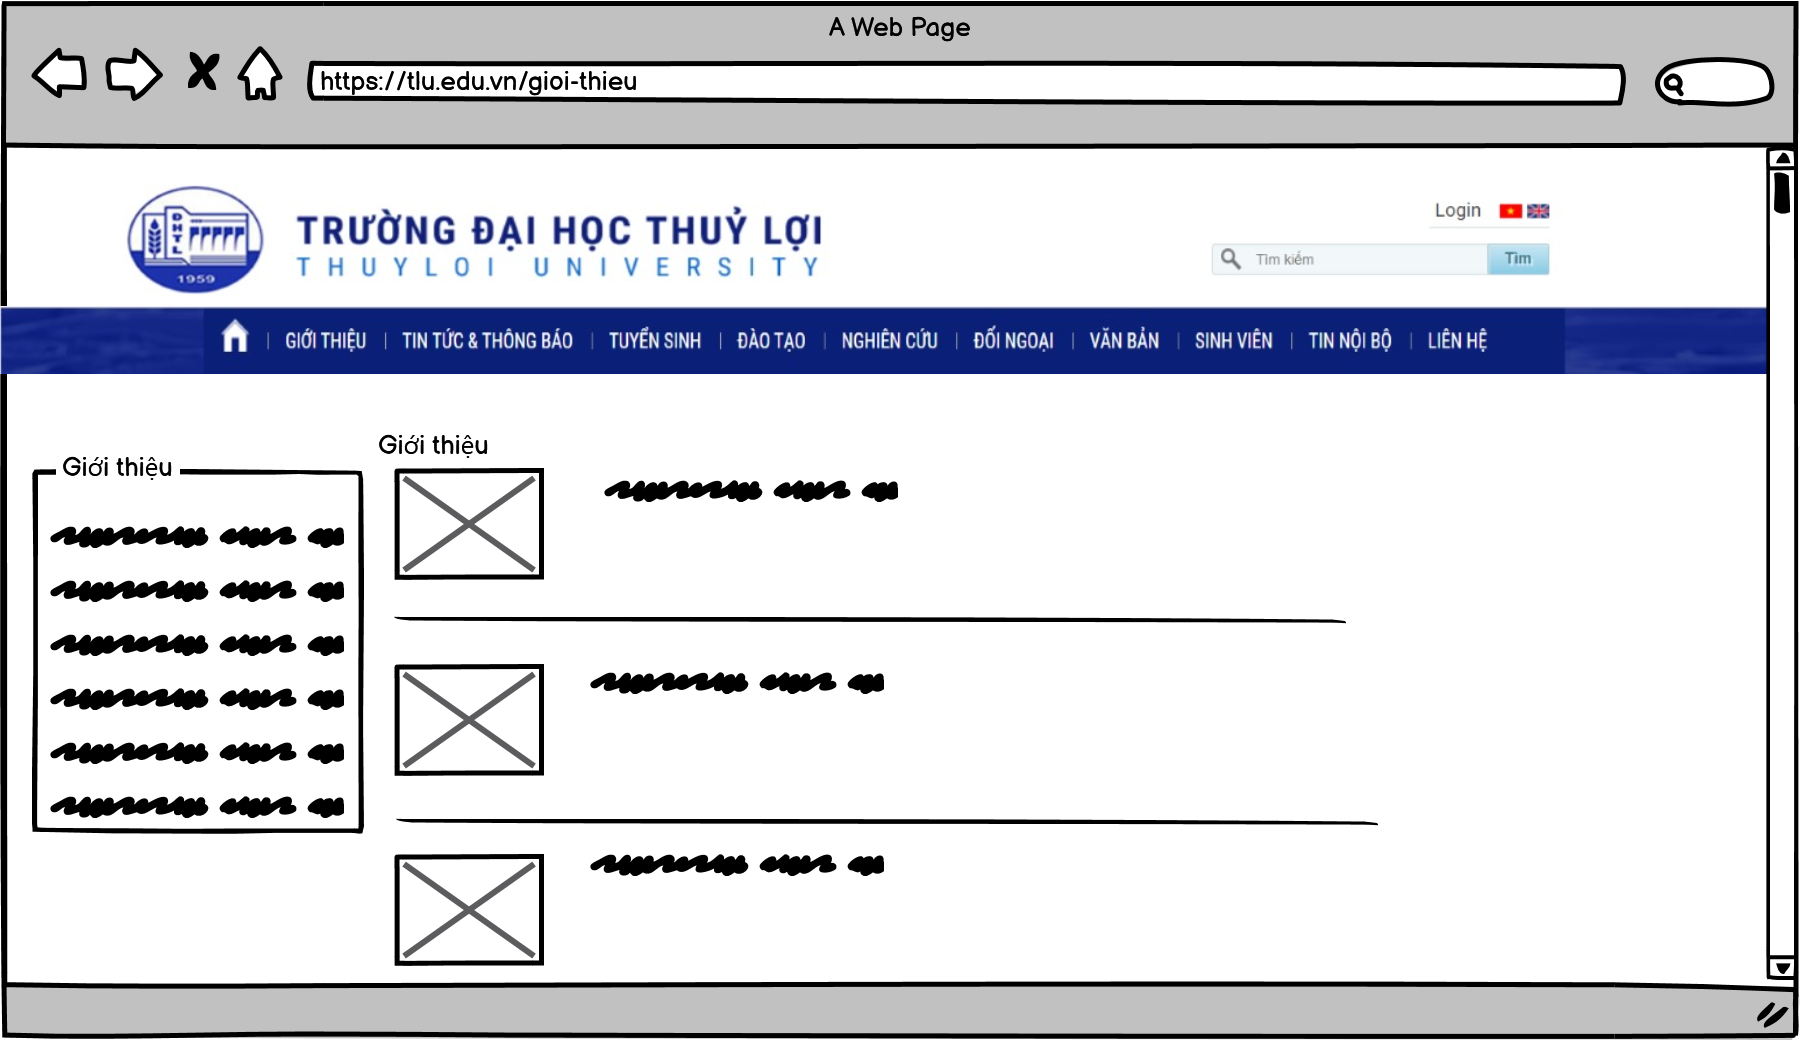 A Web Page
https://tlu.edu.vn/gioi-thieu
TRƯỜNG ĐẠI HỌC THUỶ LỢI
THUYLOI UNIVERSITY
ĐHTL
1959
Login
Tìm kiếm
Tìm
GIỚI THIỆU | TIN TỨC & THÔNG BÁO | TUYỂN SINH | ĐÀO TẠO | NGHIÊN CỨU | ĐỐI NGOẠI | VĂN BẢN | SINH VIÊN | TIN NỘI BỘ | LIÊN HỆ
Giới thiệu
Giới thiệu